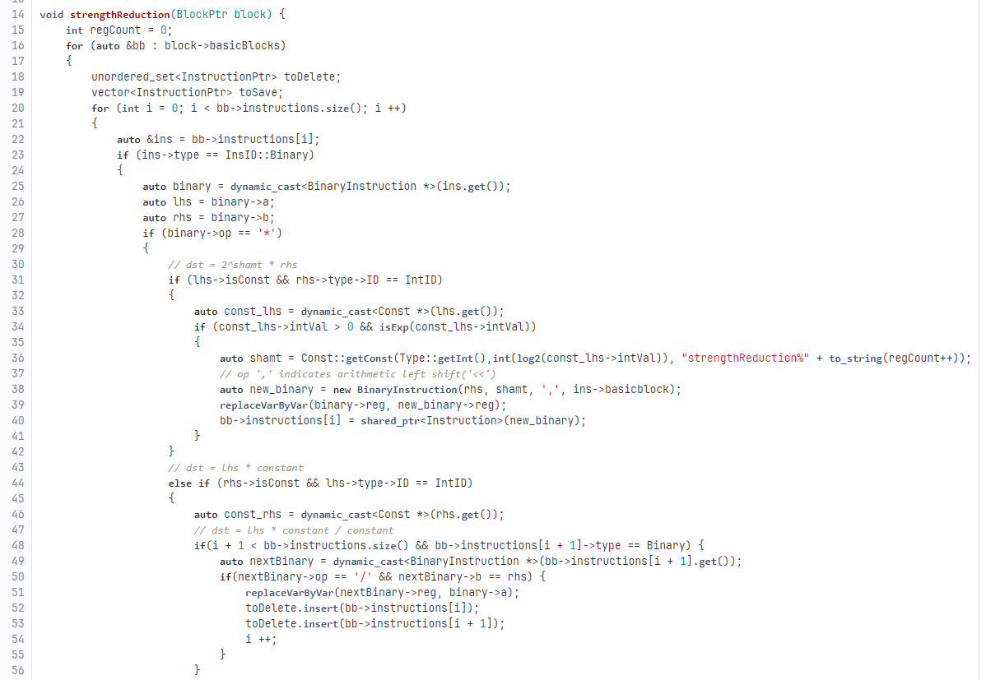 14 void strengthReduction(BlockPtr block) {
15     int regCount = 0;
16     for (auto &bb : block->basicBlocks)
17     {
18         unordered_set<InstructionPtr> toDelete;
19         vector<InstructionPtr> toSave;
20         for (int i = 0; i < bb->instructions.size(); i ++)
21         {
22             auto &ins = bb->instructions[i];
23             if (ins->type == InsID::Binary)
24             {
25                 auto binary = dynamic_cast<BinaryInstruction *>(ins.get());
26                 auto lhs = binary->a;
27                 auto rhs = binary->b;
28                 if (binary->op == '*')
29                 {
30                     // dst = 2^shamt * rhs
31                     if (lhs->isConst && rhs->type->ID == IntID)
32                     {
33                         auto const_lhs = dynamic_cast<Const *>(lhs.get());
34                         if (const_lhs->intVal > 0 && isExp(const_lhs->intVal))
35                         {
36                             auto shamt = Const::getConst(Type::getInt(),int(log2(const_lhs->intVal)), "strengthReduction%" + to_string(regCount++));
37                             // op ',' indicates arithmetic left shift('<<')
38                             auto new_binary = new BinaryInstruction(rhs, shamt, ',', ins->basicblock);
39                             replaceVarByVar(binary->reg, new_binary->reg);
40                             bb->instructions[i] = shared_ptr<Instruction>(new_binary);
41                         }
42                     }
43                     // dst = lhs * constant
44                     else if (rhs->isConst && lhs->type->ID == IntID)
45                     {
46                         auto const_rhs = dynamic_cast<Const *>(rhs.get());
47                         // dst = lhs * constant / constant
48                         if(i + 1 < bb->instructions.size() && bb->instructions[i + 1]->type == Binary) {
49                             auto nextBinary = dynamic_cast<BinaryInstruction *>(bb->instructions[i + 1].get());
50                             if(nextBinary->op == '/' && nextBinary->b == rhs) {
51                                 replaceVarByVar(nextBinary->reg, binary->a);
52                                 toDelete.insert(bb->instructions[i]);
53                                 toDelete.insert(bb->instructions[i + 1]);
54                                 i ++;
55                             }
56                         }